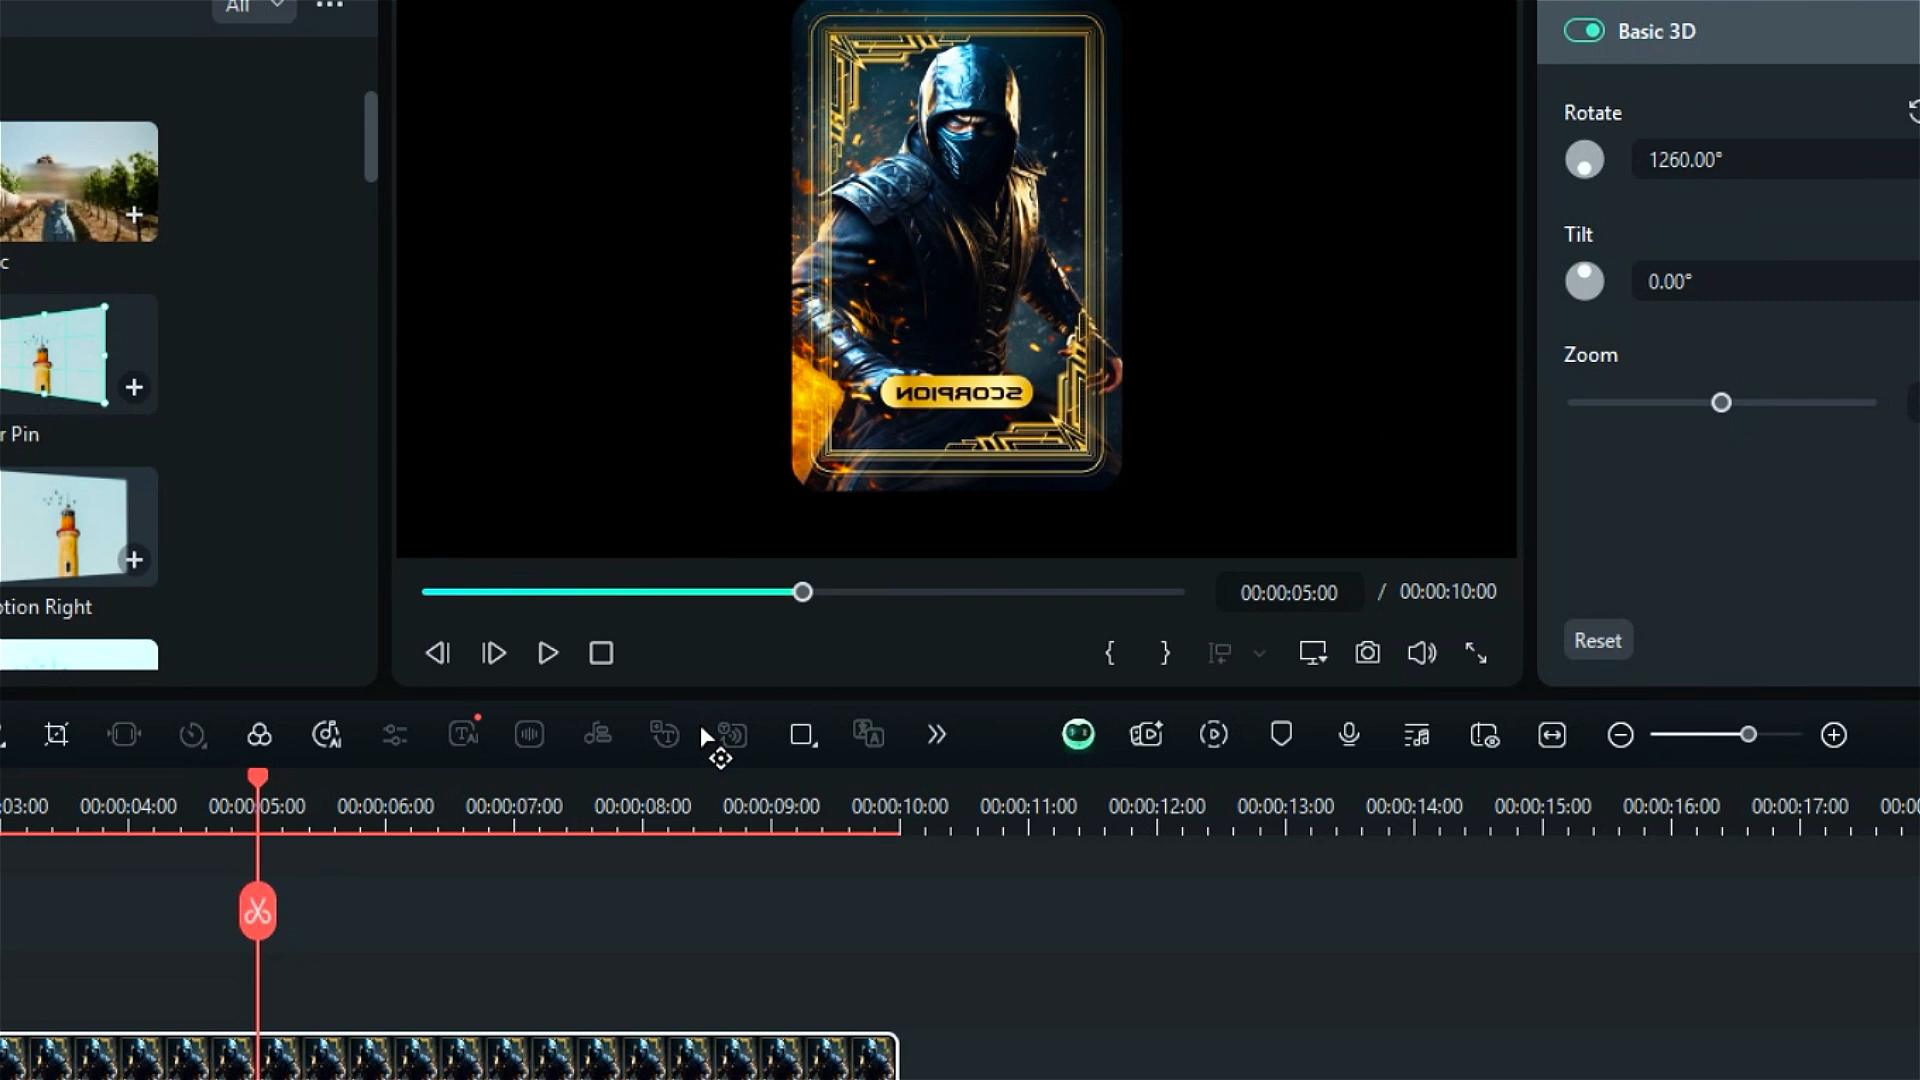 All
Basic 3D
Rotate
1260.00°
Tilt
0.00°
Zoom
Reset
c
r Pin
ption Right
SCORPION
00:00:05:00 / 00:00:10:00
:03:00 00:00:04:00 00:00:05:00 00:00:06:00 00:00:07:00 00:00:08:00 00:00:09:00 00:00:10:00 00:00:11:00 00:00:12:00 00:00:13:00 00:00:14:00 00:00:15:00 00:00:16:00 00:00:17:00 00:0